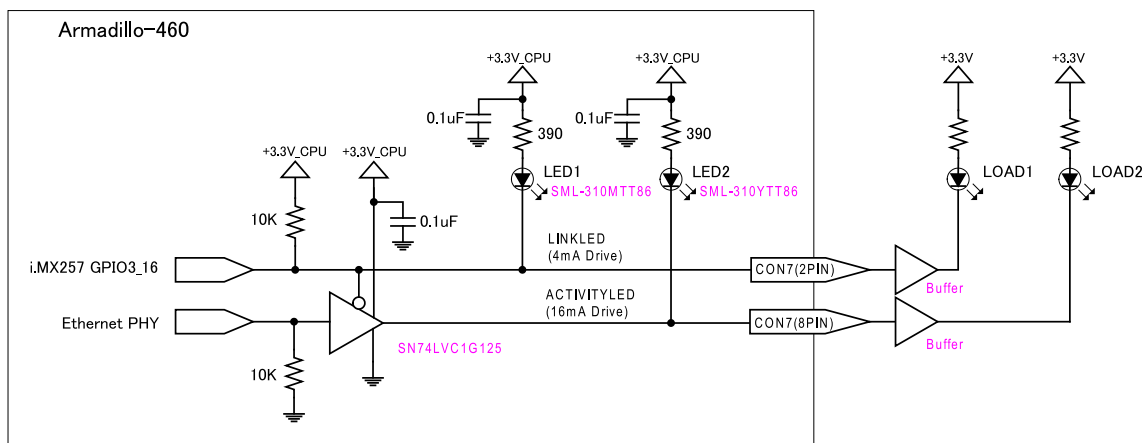 Armadillo-460
+3.3V_CPU
+3.3V_CPU
+3.3V
+3.3V
0.1uF
390
0.1uF
390
+3.3V_CPU
+3.3V_CPU
LED1
SML-310MTT86
LED2
SML-310YTT86
LOAD1
LOAD2
10K
0.1uF
LINKLED
(4mA Drive)
i.MX257 GPIO3_16
CON7(2PIN)
Buffer
ACTIVITYLED
(16mA Drive)
Ethernet PHY
CON7(8PIN)
Buffer
SN74LVC1G125
10K